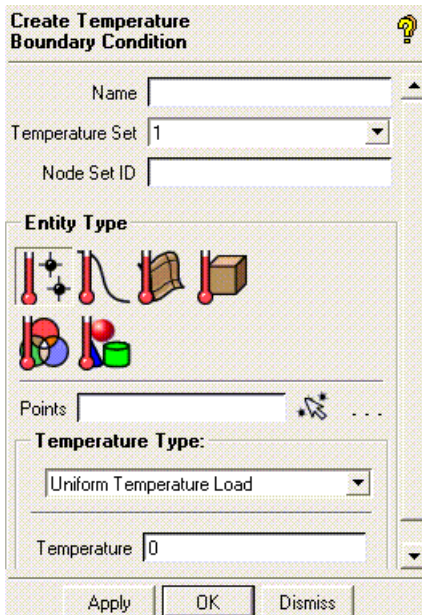 Create Temperature
Boundary Condition
Name
Temperature Set 1
Node Set ID
Entity Type
Points . . .
Temperature Type:
Uniform Temperature Load
Temperature 0
Apply OK Dismiss